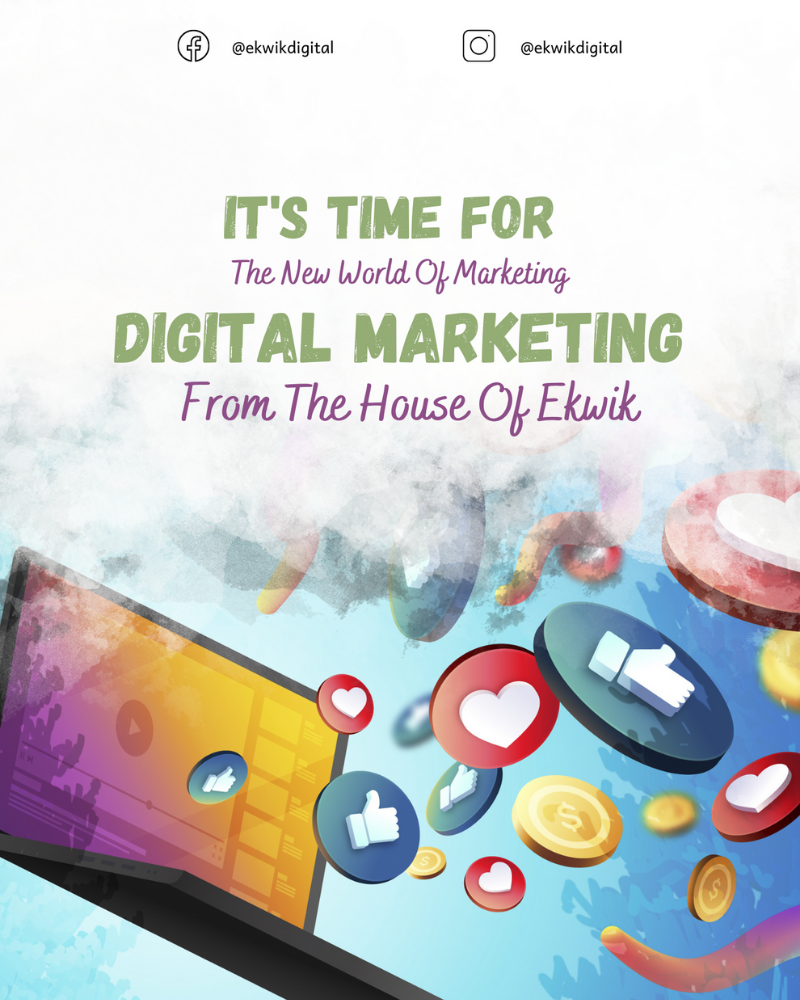 @ekwikdigital @ekwikdigital
IT'S TIME FOR
The New World Of Marketing
DIGITAL MARKETING
From The House Of Ekwik